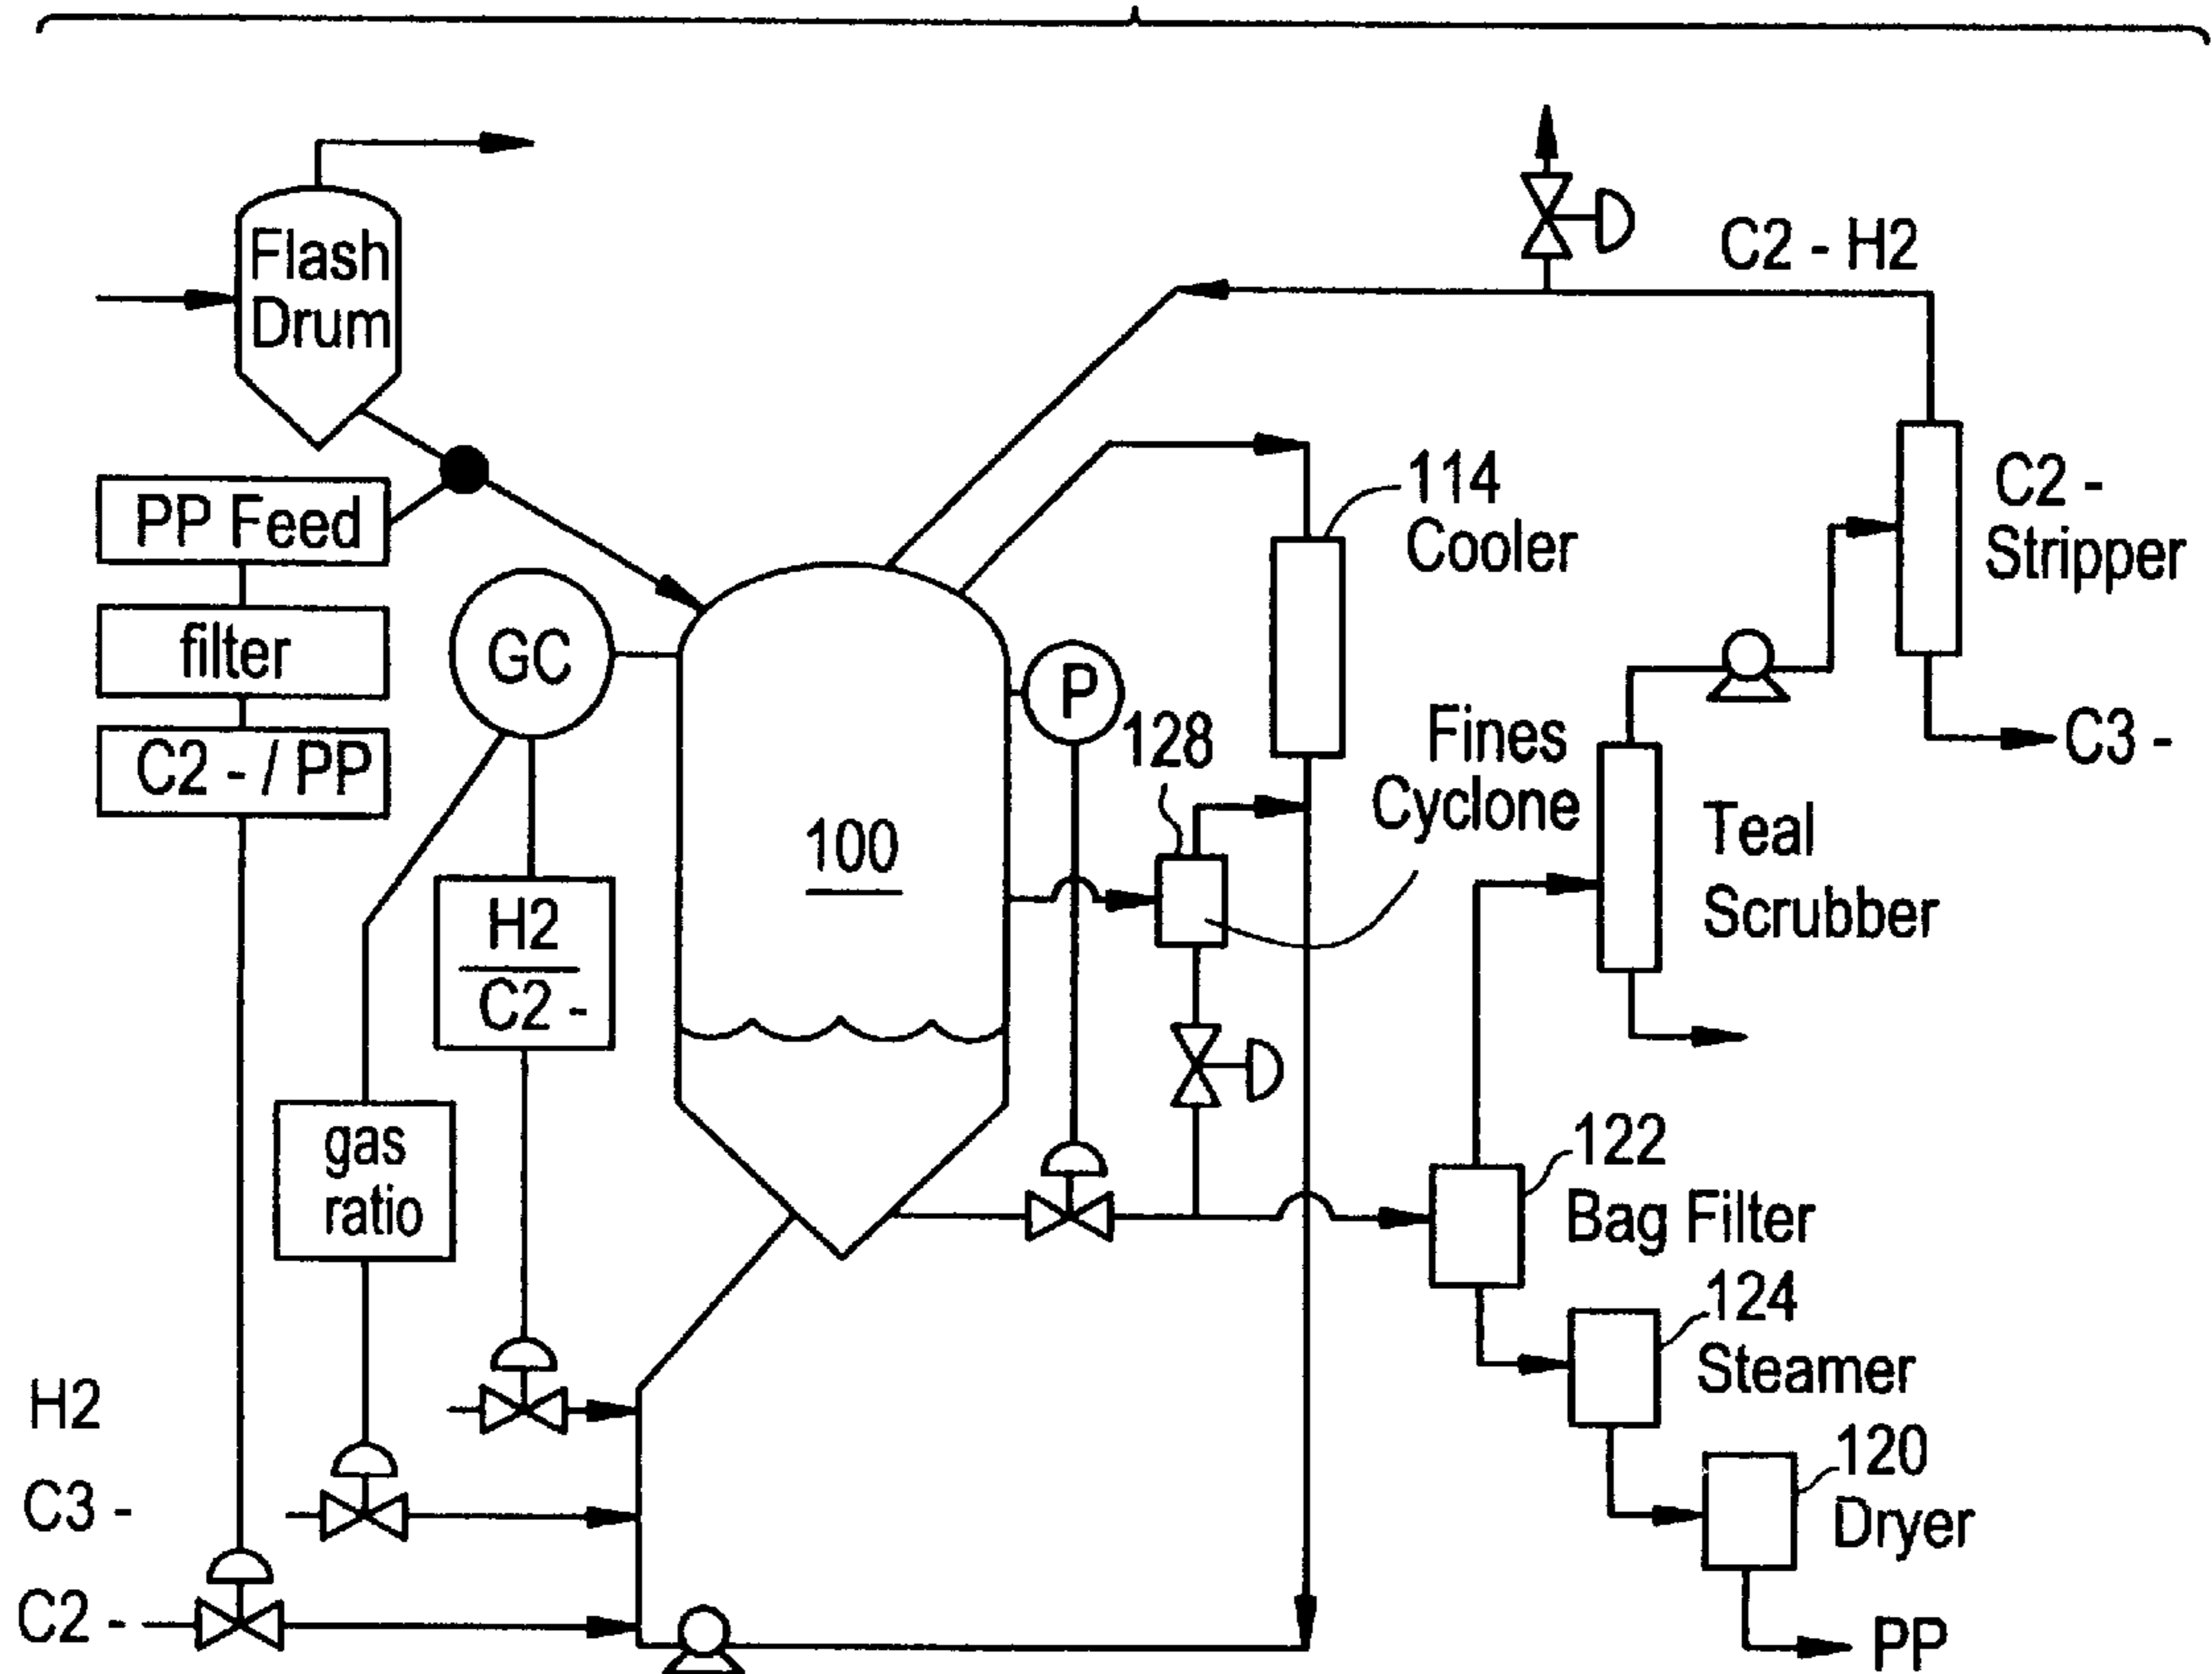 Flash
Drum
C2 - H2
PP Feed
114
Cooler
C2 -
Stripper
filter
GC
P
128
Fines
Cyclone
C3 -
C2 - / PP
100
Teal
Scrubber
H2
C2 -
gas
ratio
122
Bag Filter
124
Steamer
H2
C3 -
120
Dryer
C2 -
PP